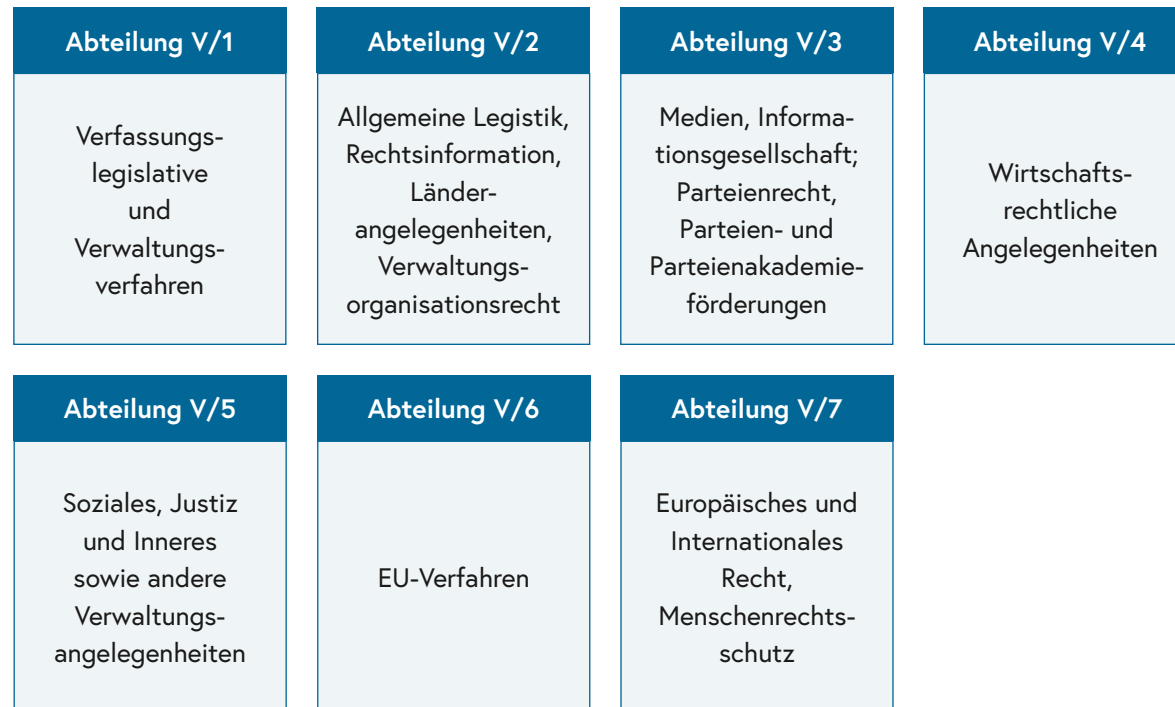 Abteilung V/1
Verfassungs-
legislative
und
Verwaltungs-
verfahren
Abteilung V/2
Allgemeine Legistik,
Rechtsinformation,
Länder-
angelegenheiten,
Verwaltungs-
organisationsrecht
Abteilung V/3
Medien, Informa-
tionsgesellschaft;
Parteienrecht,
Parteien- und
Parteienakademie-
förderungen
Abteilung V/4
Wirtschafts-
rechtliche
Angelegenheiten
Abteilung V/5
Soziales, Justiz
und Inneres
sowie andere
Verwaltungs-
angelegenheiten
Abteilung V/6
EU-Verfahren
Abteilung V/7
Europäisches und
Internationales
Recht,
Menschenrechts-
schutz